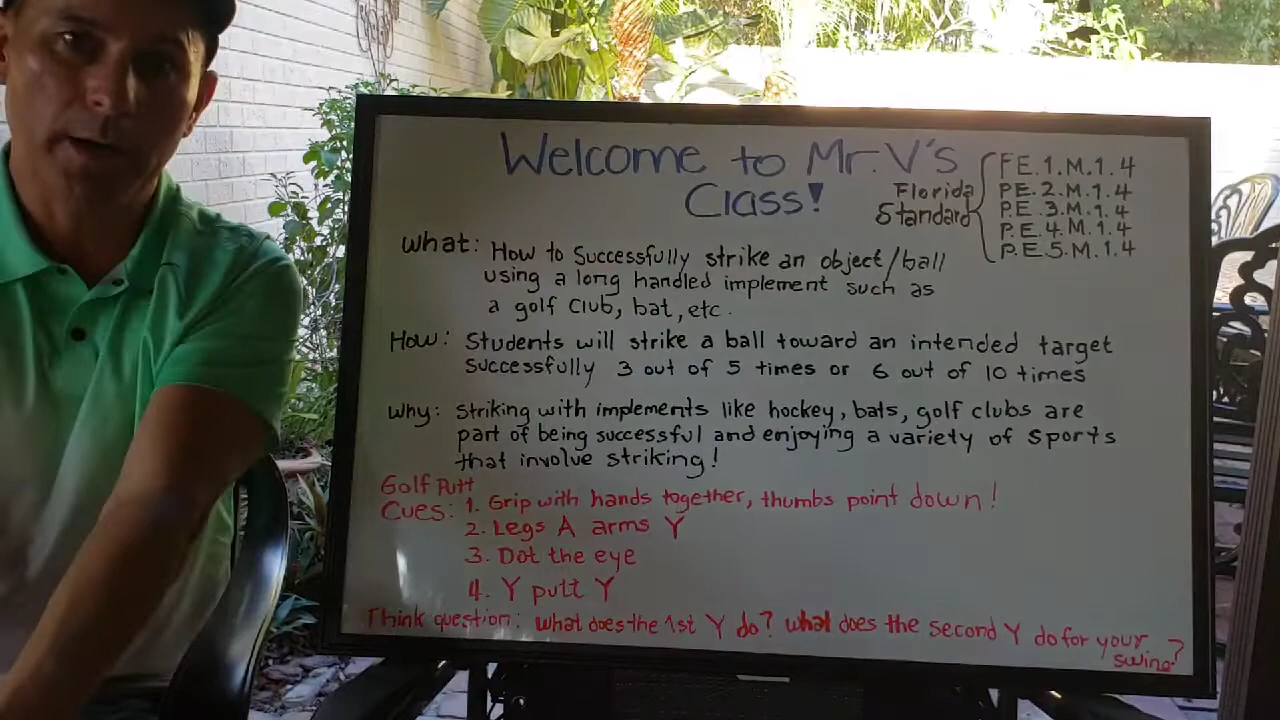 Welcome to Mr. V's
Class!
Florida
Standard
P.E.1.M.1.4
P.E.2.M.1.4
P.E.3.M.1.4
P.E.4.M.1.4
P.E.5.M.1.4
What: How to Successfully strike an object/ball
using a long handled implement such as
a golf club, bat, etc.
How: Students will strike a ball toward an intended target
successfully 3 out of 5 times or 6 out of 10 times
Why: Striking with implements like hockey, bats, golf clubs are
part of being successful and enjoying a variety of sports
that involve striking!
Golf Putt
Cues: 1. Grip with hands together, thumbs point down!
2. Legs A arms Y
3. Dot the eye
4. Y putt Y
Think question: What does the 1st Y do? What does the second Y do for your
swing?